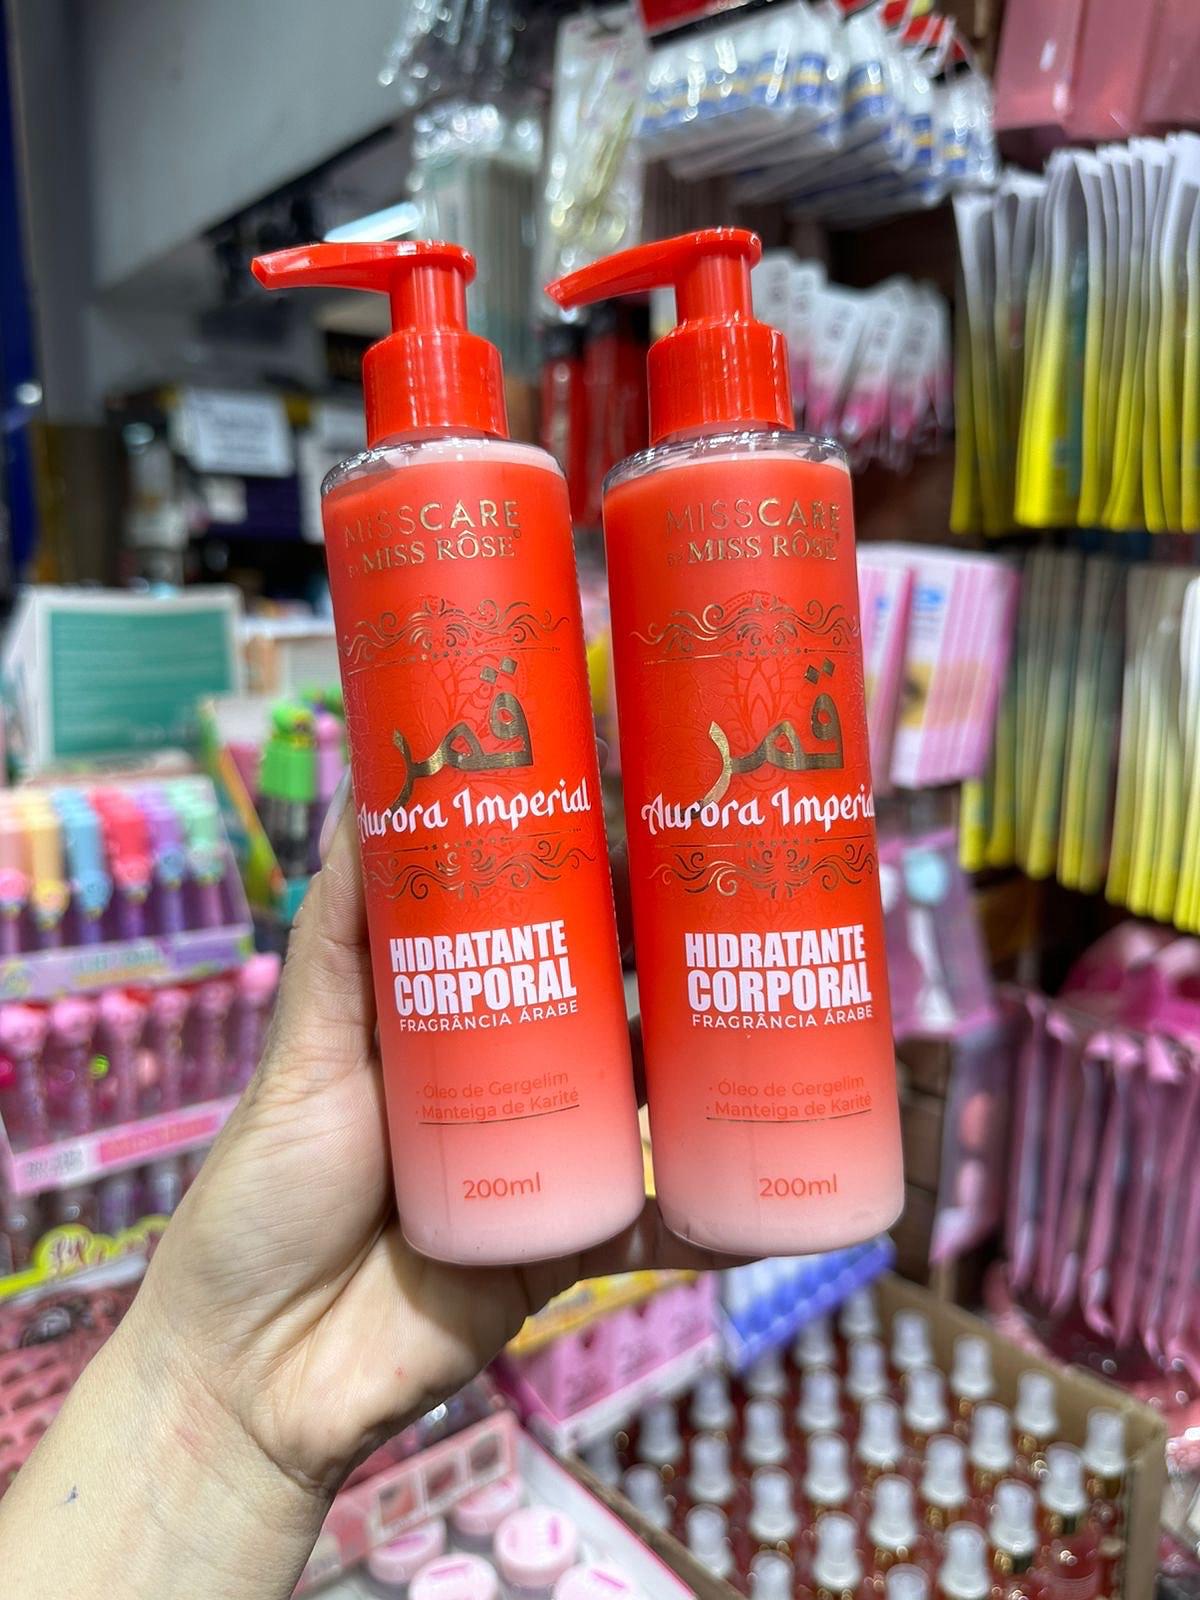 MISSCARE
BY MISS RÔSE
قمر
Aurora Imperial
HIDRATANTE
CORPORAL
FRAGRÂNCIA ÁRABE
· Óleo de Gergelim
· Manteiga de Karité
200ml
MISSCARE
BY MISS RÔSE
قمر
Aurora Imperial
HIDRATANTE
CORPORAL
FRAGRÂNCIA ÁRABE
· Óleo de Gergelim
· Manteiga de Karité
200ml